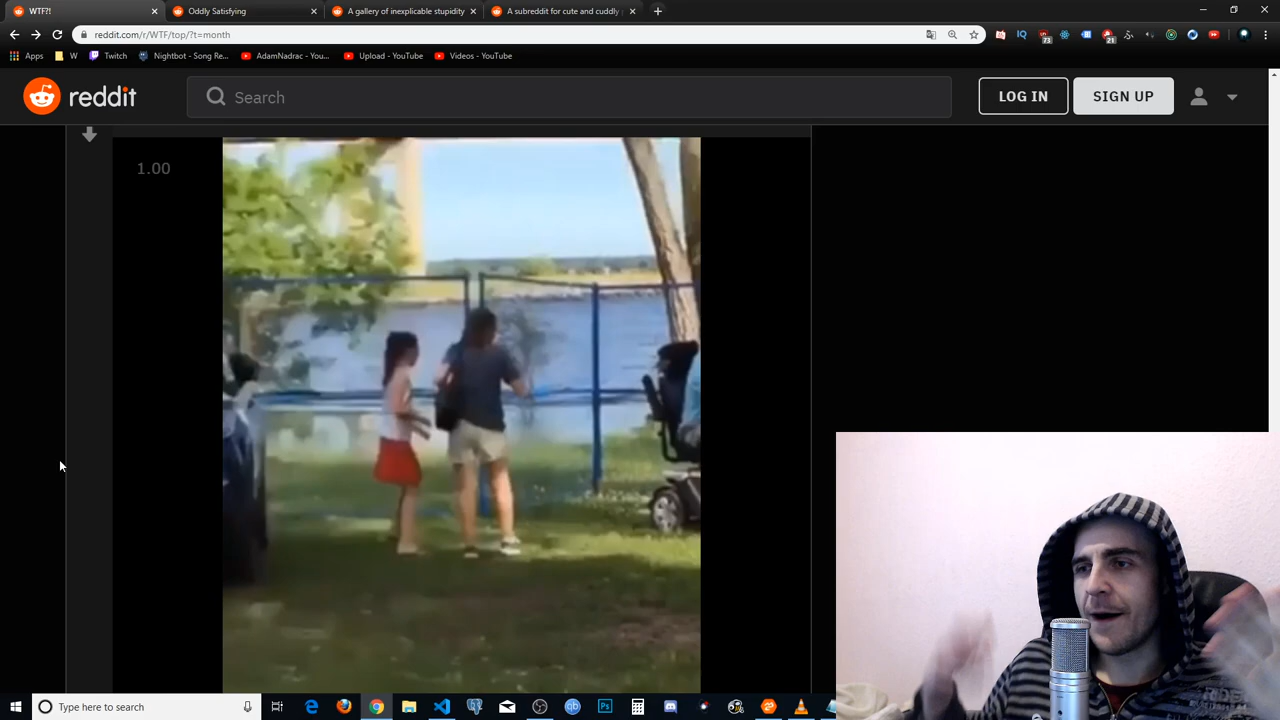 WTF?!
Oddly Satisfying
A gallery of inexplicable stupidity
A subreddit for cute and cuddly
reddit.com/r/WTF/top/?t=month
Apps
W
Twitch
Nightbot - Song Re...
AdamNadrac - You...
Upload - YouTube
Videos - YouTube
73
21
reddit
Search
LOG IN
SIGN UP
1.00
Type here to search